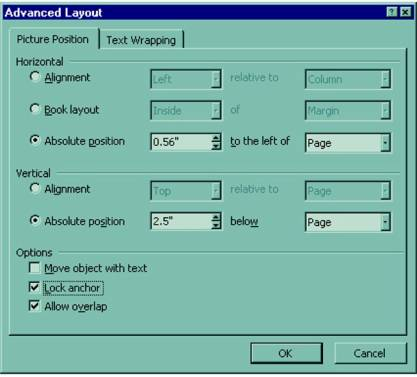 Advanced Layout
Picture Position Text Wrapping
Horizontal
Alignment Left relative to Column
Book layout Inside of Margin
Absolute position 0.56" to the left of Page
Vertical
Alignment Top relative to Page
Absolute position 2.5" below Page
Options
Move object with text
Lock anchor
Allow overlap
OK Cancel